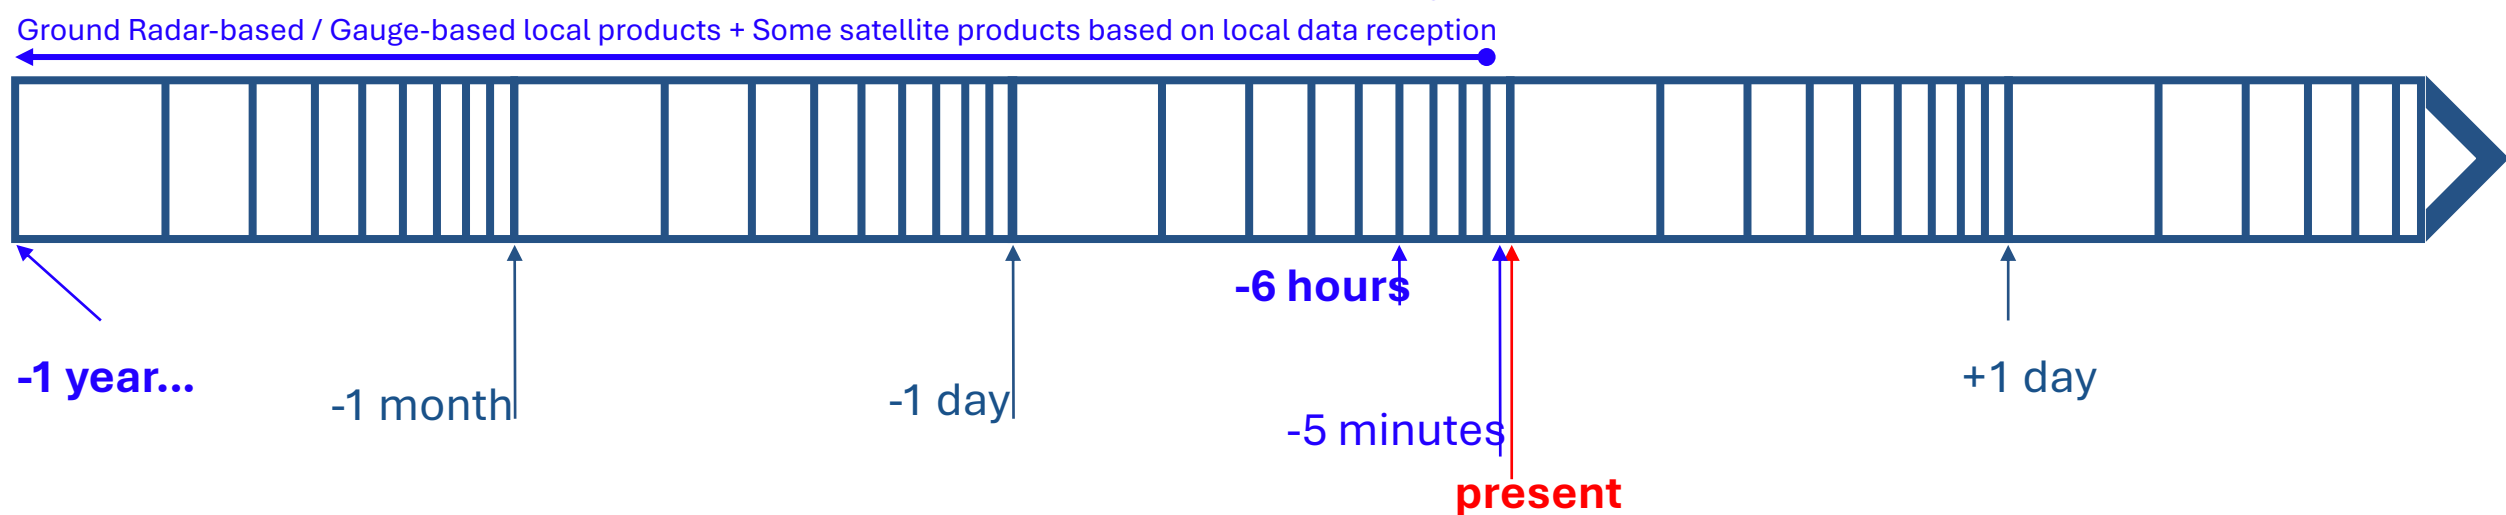 Ground Radar-based / Gauge-based local products + Some satellite products based on local data reception
-6 hours
-1 year...
-1 month
-1 day
+1 day
-5 minutes
present